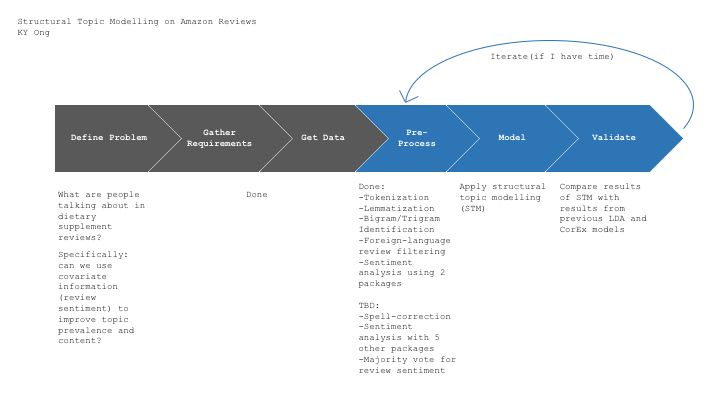 Structural Topic Modelling on Amazon Reviews
KY Ong
Iterate(if I have time)
Define Problem
Gather
Requirements
Get Data
Pre-
Process
Model
Validate
What are people
talking about in
dietary
supplement
reviews?
Specifically:
can we use
covariate
information
(review
sentiment) to
improve topic
prevalence and
content?
Done
Done:
-Tokenization
-Lemmatization
-Bigram/Trigram
Identification
-Foreign-language
review filtering
-Sentiment
analysis using 2
packages
TBD:
-Spell-correction
-Sentiment
analysis with 5
other packages
-Majority vote for
review sentiment
Apply structural
topic modelling
(STM)
Compare results
of STM with
results from
previous LDA and
CorEx models